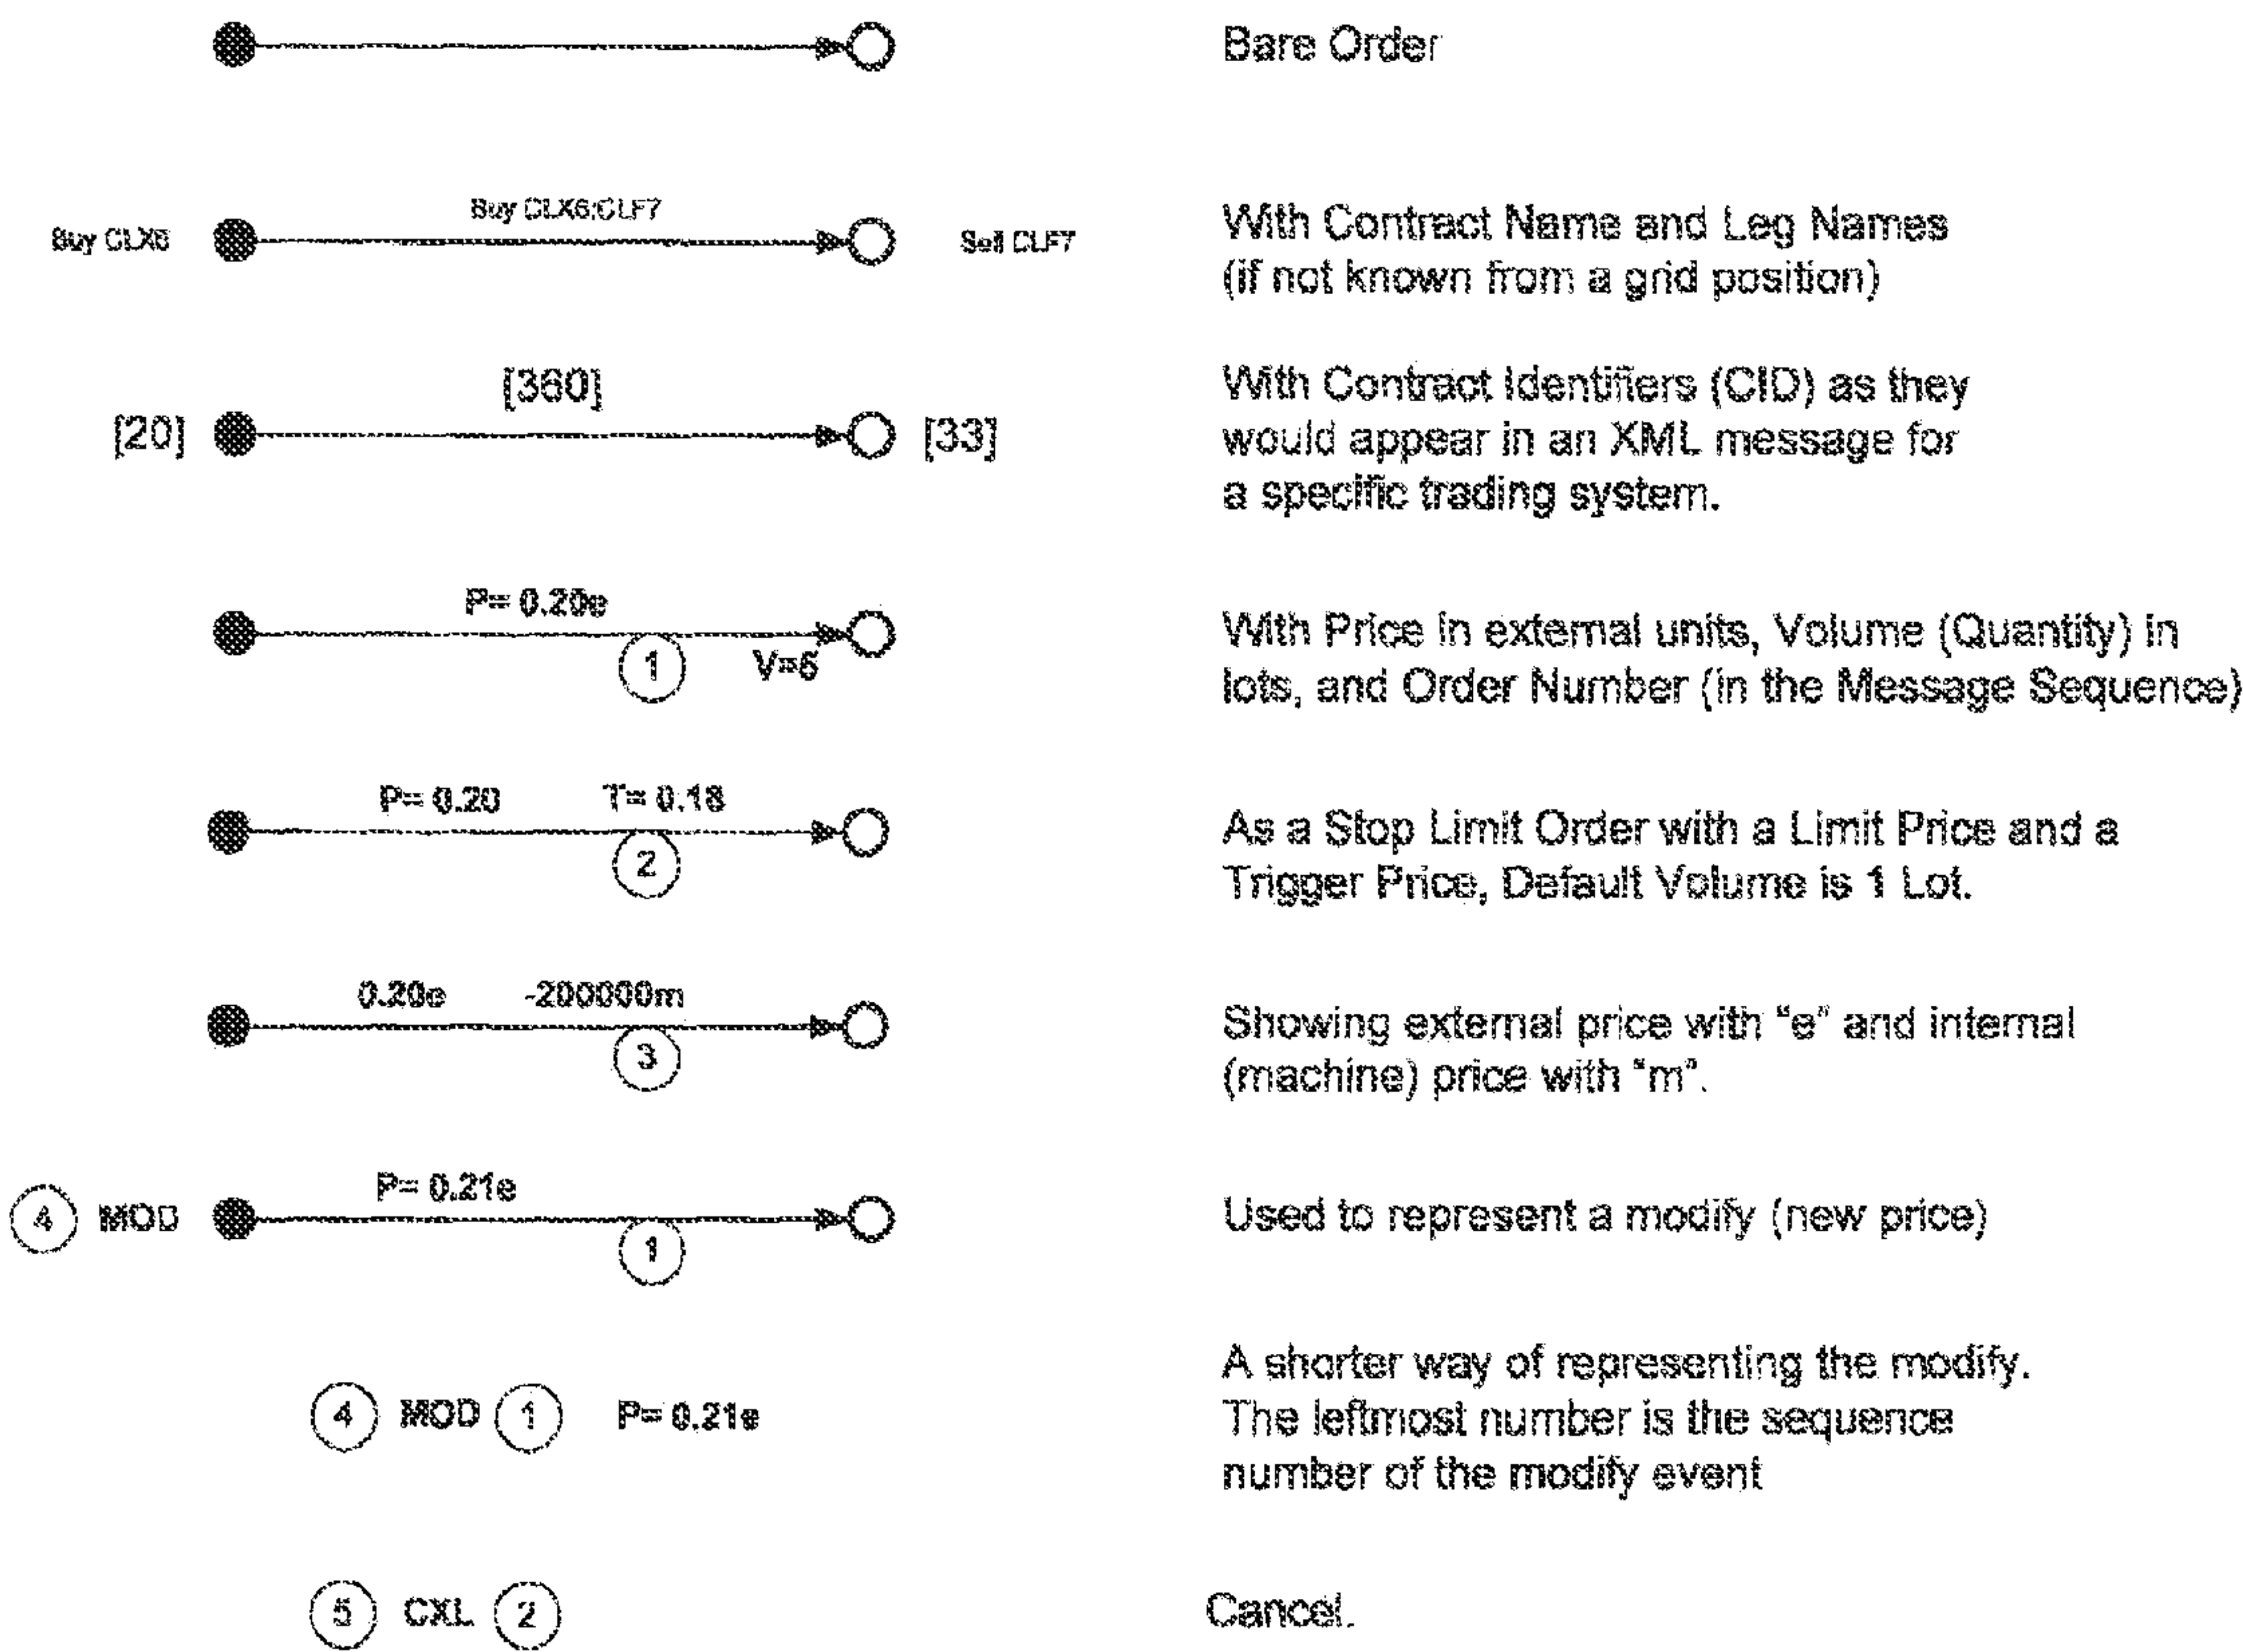 Bare Order
Buy CLX6:CLF7
Buy CLX6
Sell CLF7
With Contract Name and Leg Names
(if not known from a grid position)
[360]
[20]
[33]
With Contract Identifiers (CID) as they
would appear in an XML message for
a specific trading system.
P= 0.20e
1
V=5
With Price in external units, Volume (Quantity) in
lots, and Order Number (in the Message Sequence)
P= 0.20 T= 0.18
2
As a Stop Limit Order with a Limit Price and a
Trigger Price, Default Volume is 1 Lot.
0.20e -200000m
3
Showing external price with "e" and internal
(machine) price with "m".
P= 0.21e
4 MOD
1
Used to represent a modify (new price)
4 MOD 1 P= 0.21e
A shorter way of representing the modify.
The leftmost number is the sequence
number of the modify event
5 CXL 2
Cancel.